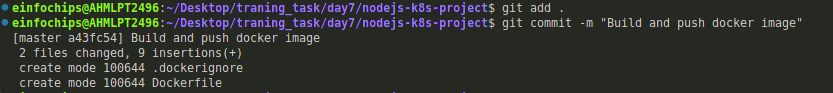 einfochips@AHMLPT2496:~/Desktop/traning_task/day7/nodejs-k8s-project$ git add .
einfochips@AHMLPT2496:~/Desktop/traning_task/day7/nodejs-k8s-project$ git commit -m "Build and push docker image"
[master a43fc54] Build and push docker image
 2 files changed, 9 insertions(+)
 create mode 100644 .dockerignore
 create mode 100644 Dockerfile